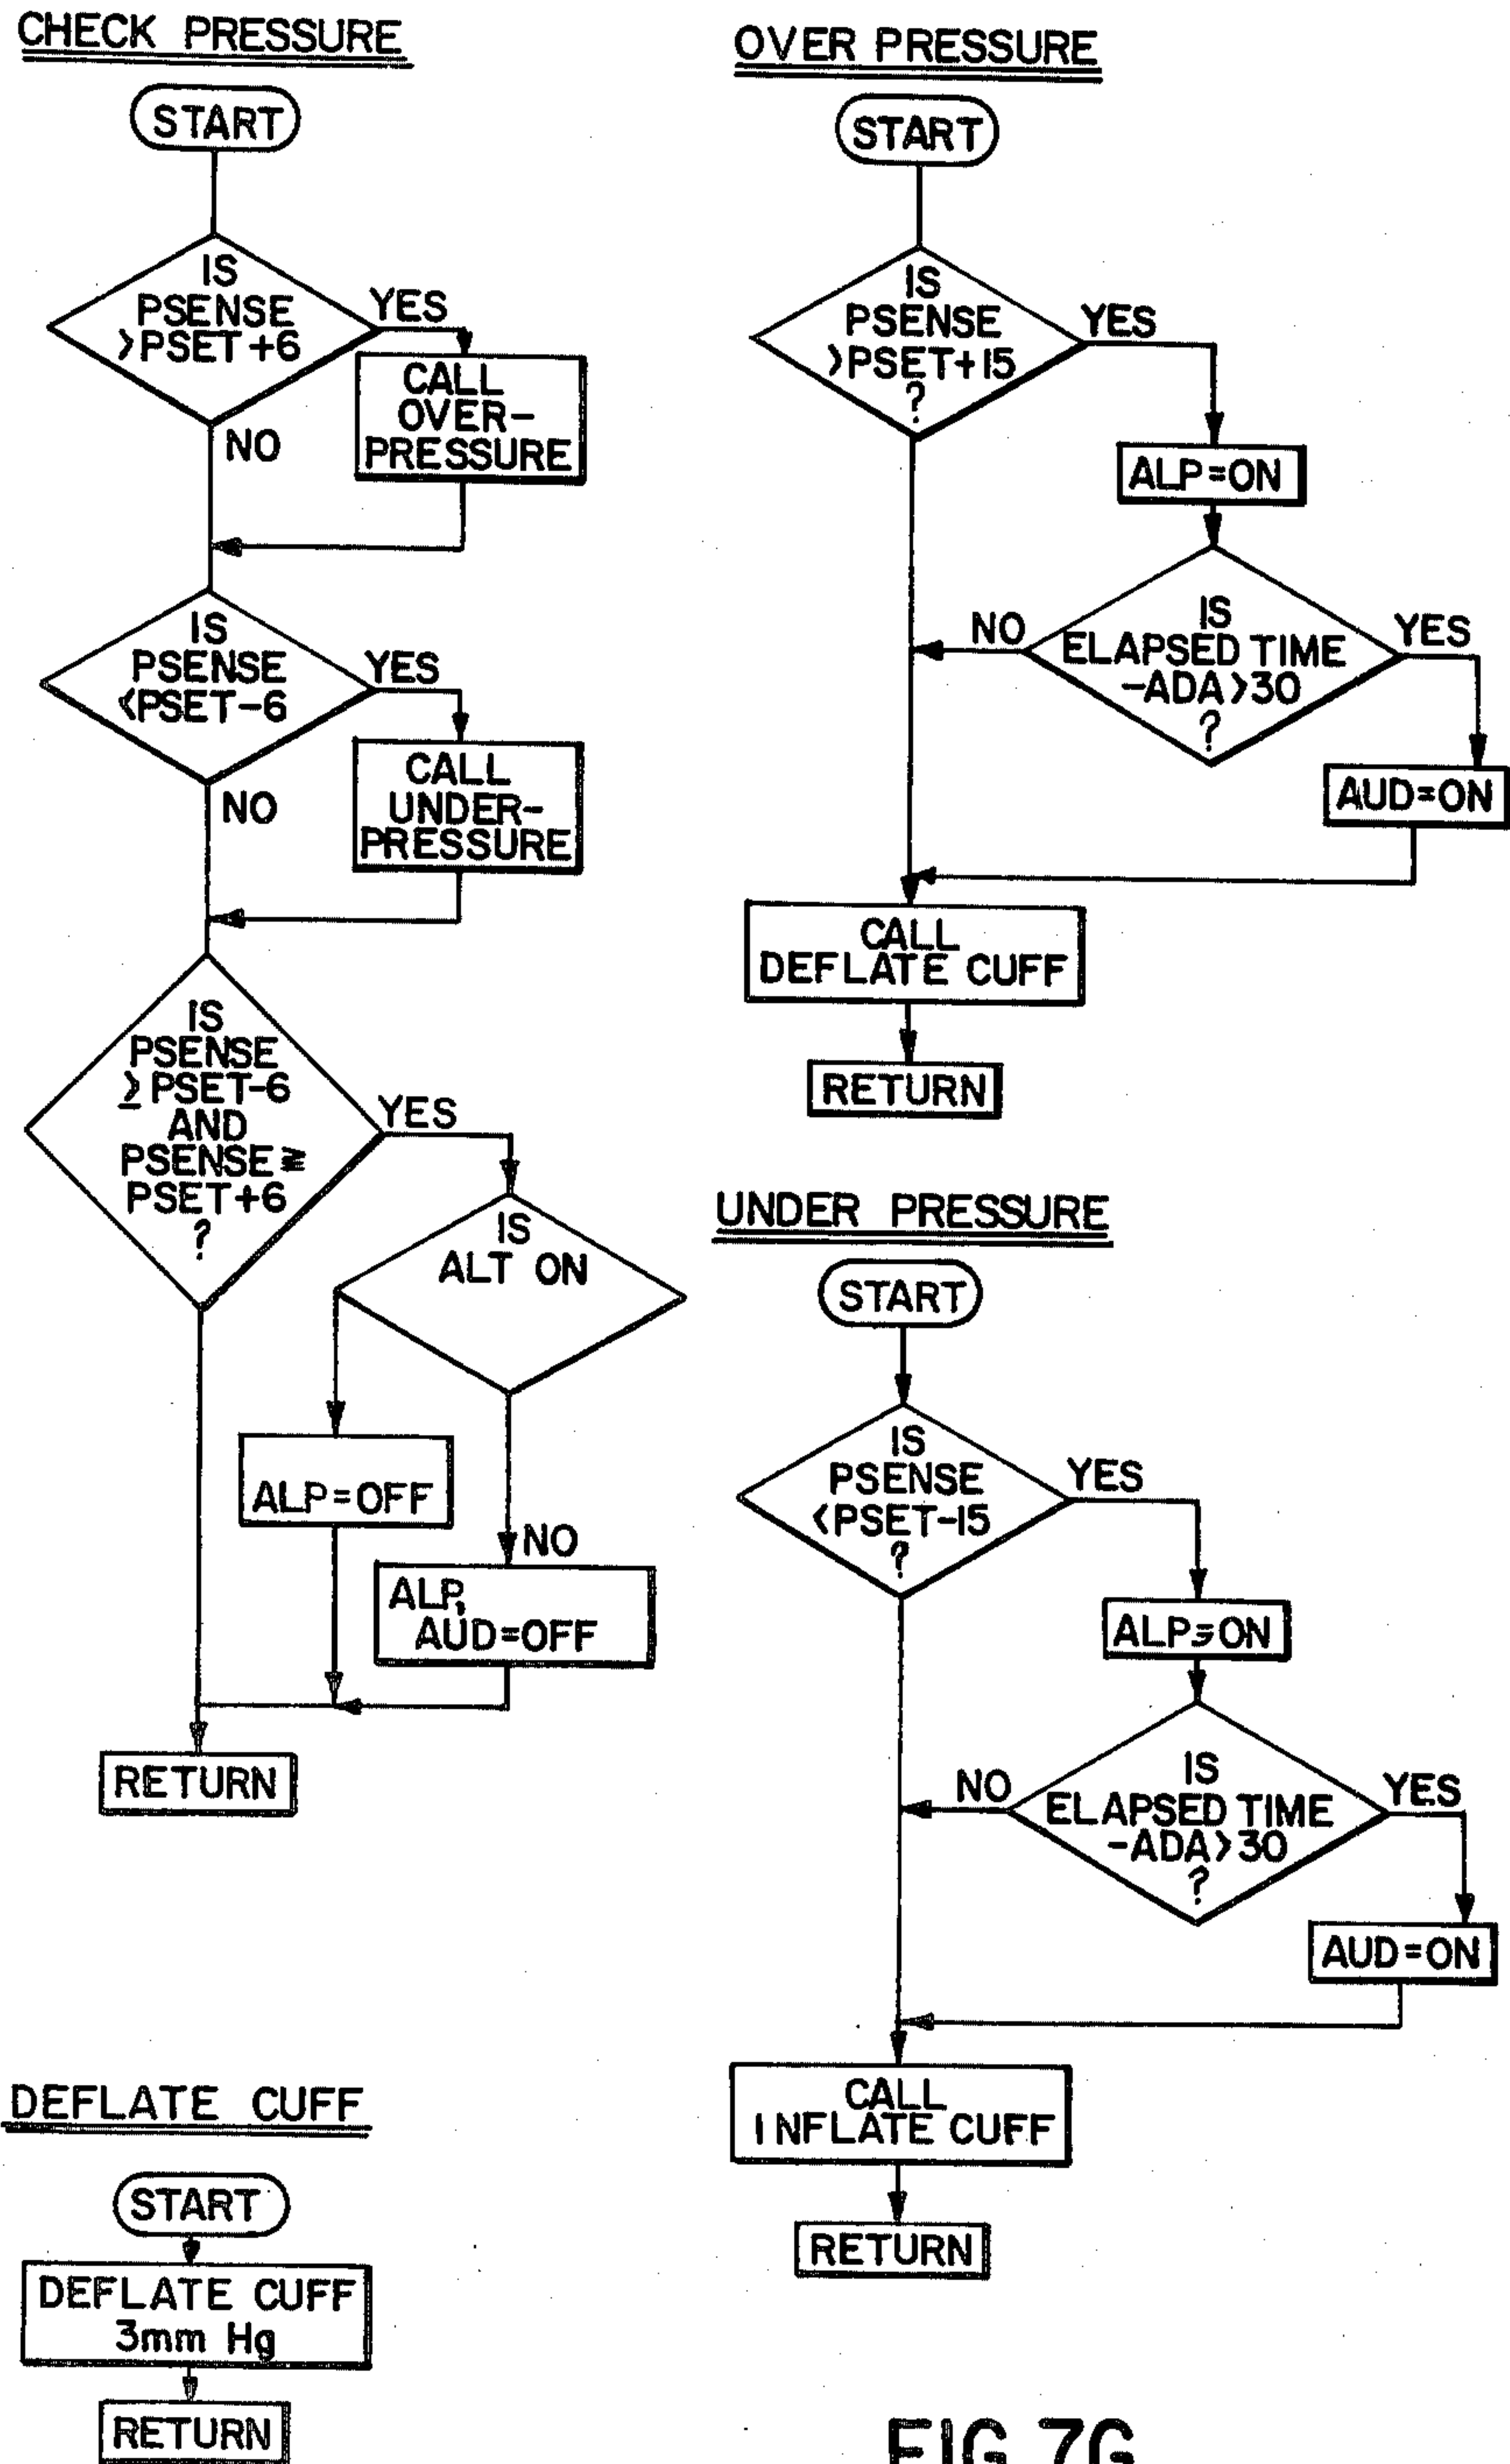 CHECK PRESSURE
START
IS
PSENSE
>PSET+6
YES
CALL
OVER-
PRESSURE
NO
IS
PSENSE
<PSET-6
YES
CALL
UNDER-
PRESSURE
NO
IS
PSENSE
≥PSET-6
AND
PSENSE
PSET+6
?
YES
IS
ALT ON
ALP=OFF
NO
ALP,
AUD=OFF
RETURN
DEFLATE CUFF
START
DEFLATE CUFF
3mm Hg
RETURN
OVER PRESSURE
START
IS
PSENSE
>PSET+15
?
YES
ALP=ON
IS
ELAPSED TIME
-ADA>30
?
NO
YES
AUD=ON
CALL
DEFLATE CUFF
RETURN
UNDER PRESSURE
START
IS
PSENSE
<PSET-15
?
YES
ALP=ON
IS
ELAPSED TIME
-ADA>30
?
NO
YES
AUD=ON
CALL
INFLATE CUFF
RETURN
FIG. 7G